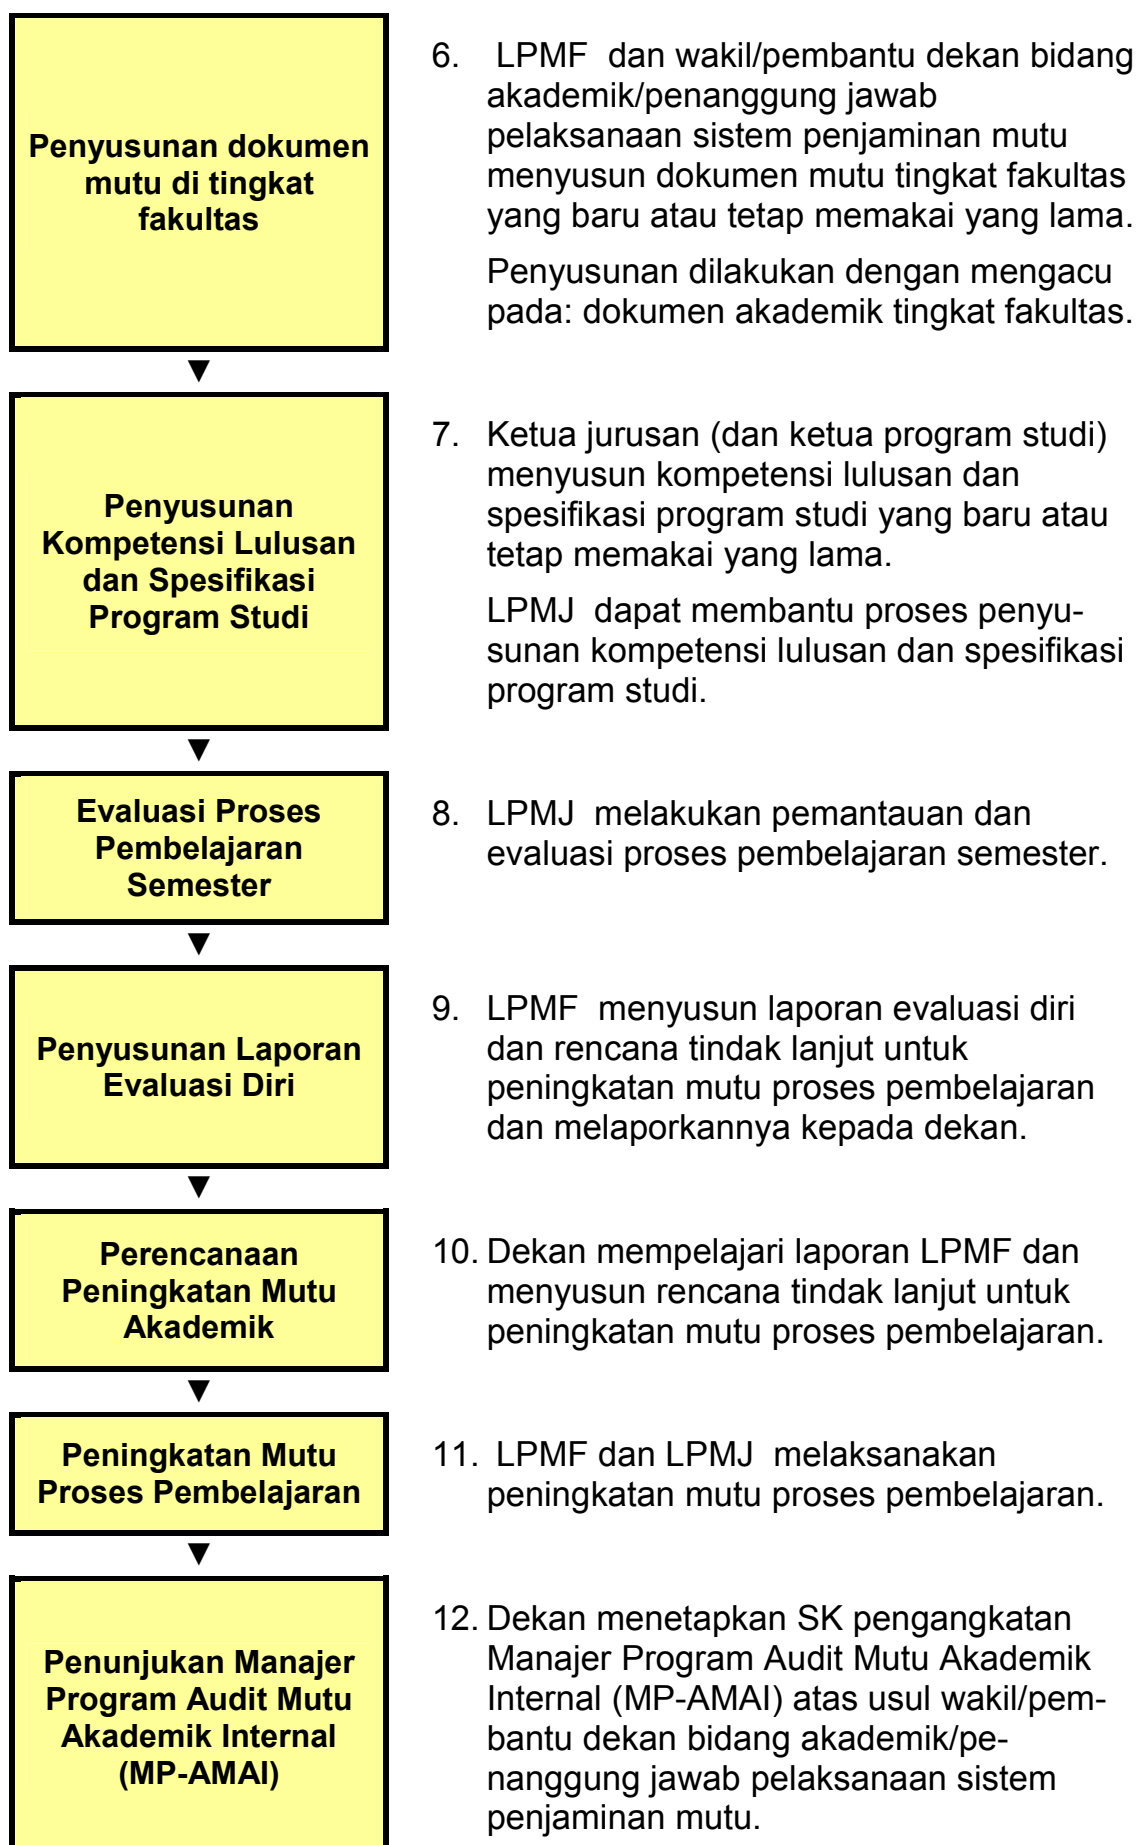 Penyusunan dokumen
mutu di tingkat
fakultas
6. LPMF dan wakil/pembantu dekan bidang
akademik/penanggung jawab
pelaksanaan sistem penjaminan mutu
menyusun dokumen mutu tingkat fakultas
yang baru atau tetap memakai yang lama.
Penyusunan dilakukan dengan mengacu
pada: dokumen akademik tingkat fakultas.
▼
Penyusunan
Kompetensi Lulusan
dan Spesifikasi
Program Studi
7. Ketua jurusan (dan ketua program studi)
menyusun kompetensi lulusan dan
spesifikasi program studi yang baru atau
tetap memakai yang lama.
LPMJ dapat membantu proses penyu-
sunan kompetensi lulusan dan spesifikasi
program studi.
▼
Evaluasi Proses
Pembelajaran
Semester
8. LPMJ melakukan pemantauan dan
evaluasi proses pembelajaran semester.
▼
Penyusunan Laporan
Evaluasi Diri
9. LPMF menyusun laporan evaluasi diri
dan rencana tindak lanjut untuk
peningkatan mutu proses pembelajaran
dan melaporkannya kepada dekan.
▼
Perencanaan
Peningkatan Mutu
Akademik
10. Dekan mempelajari laporan LPMF dan
menyusun rencana tindak lanjut untuk
peningkatan mutu proses pembelajaran.
▼
Peningkatan Mutu
Proses Pembelajaran
11. LPMF dan LPMJ melaksanakan
peningkatan mutu proses pembelajaran.
▼
Penunjukan Manajer
Program Audit Mutu
Akademik Internal
(MP-AMAI)
12. Dekan menetapkan SK pengangkatan
Manajer Program Audit Mutu Akademik
Internal (MP-AMAI) atas usul wakil/pem-
bantu dekan bidang akademik/pe-
nanggung jawab pelaksanaan sistem
penjaminan mutu.